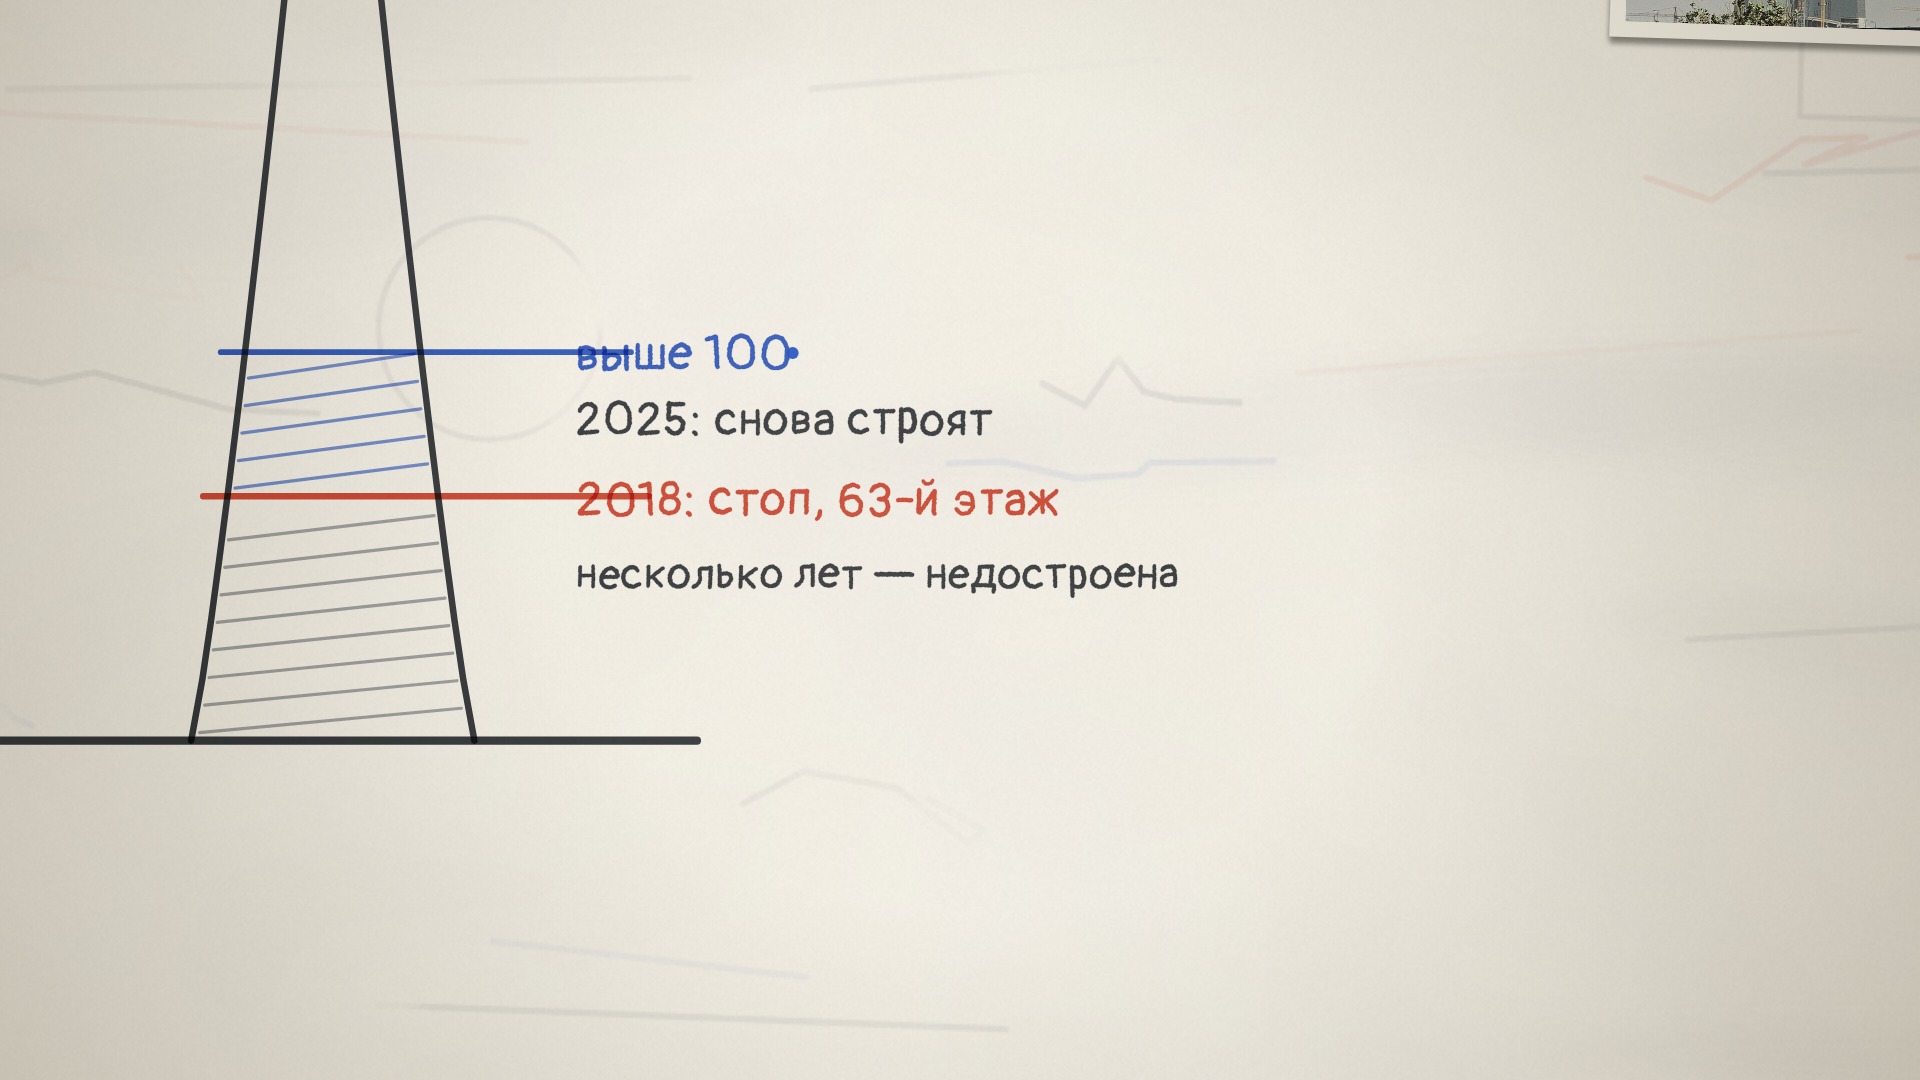 выше 100
2025: снова строят
2018: стоп, 63-й этаж
несколько лет — недостроена